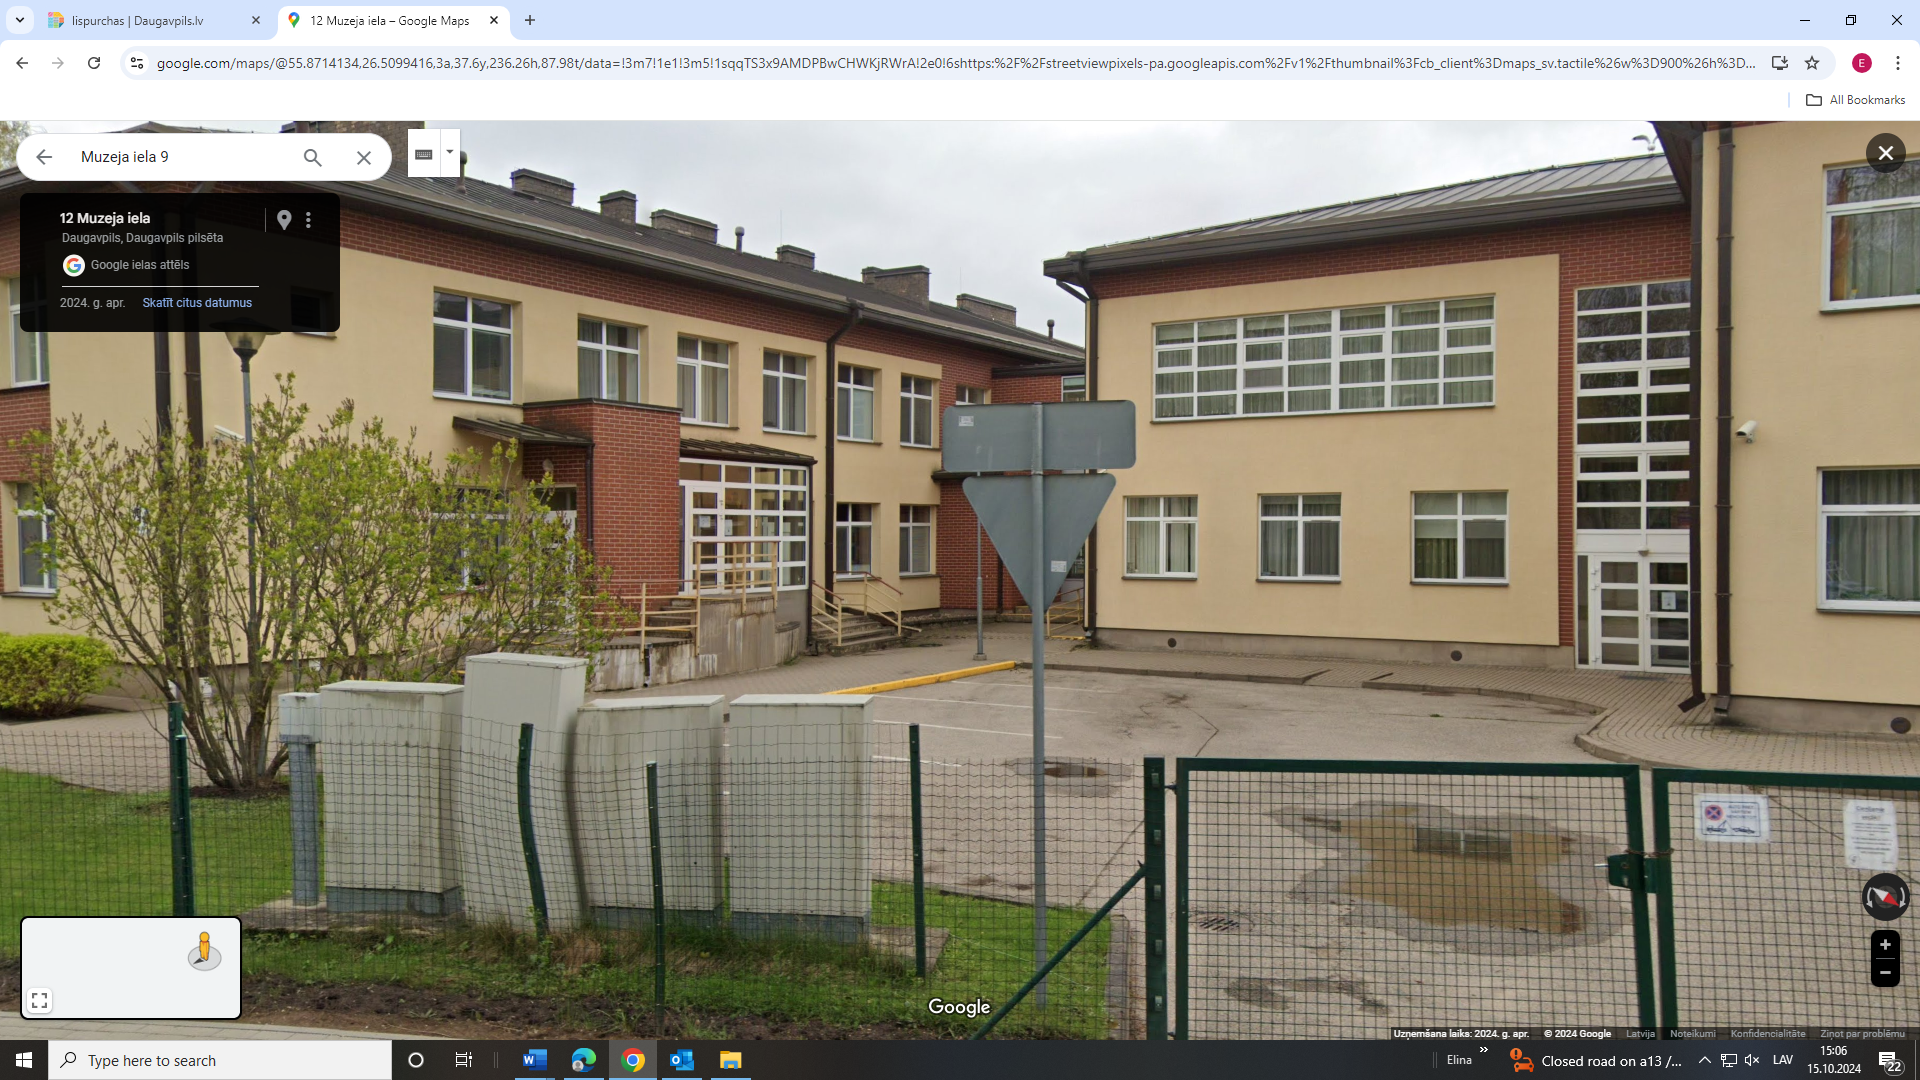 lispurchas | Daugavpils.lv
12 Muzeja iela – Google Maps
google.com/maps/@55.8714134,26.5099416,3a,37.6y,236.26h,87.98t/data=!3m7!1e1!3m5!1sqqTS3x9AMDPBwCHWKjRWrA!2e0!6shttps:%2F%2Fstreetviewpixels-pa.googleapis.com%2Fv1%2Fthumbnail%3Fcb_client%3Dmaps_sv.tactile%26w%3D900%26h%3D...
E
All Bookmarks
Muzeja iela 9
12 Muzeja iela
Daugavpils, Daugavpils pilsēta
Google ielas attēls
2024. g. apr. Skatīt citus datumus
Google
Uzņemšana laiks: 2024. g. apr. © 2024 Google Latvija Noteikumi Konfidencialitāte Ziņot par problēmu
Type here to search
Elina
Closed road on a13 /...
LAV
15:06
15.10.2024
22